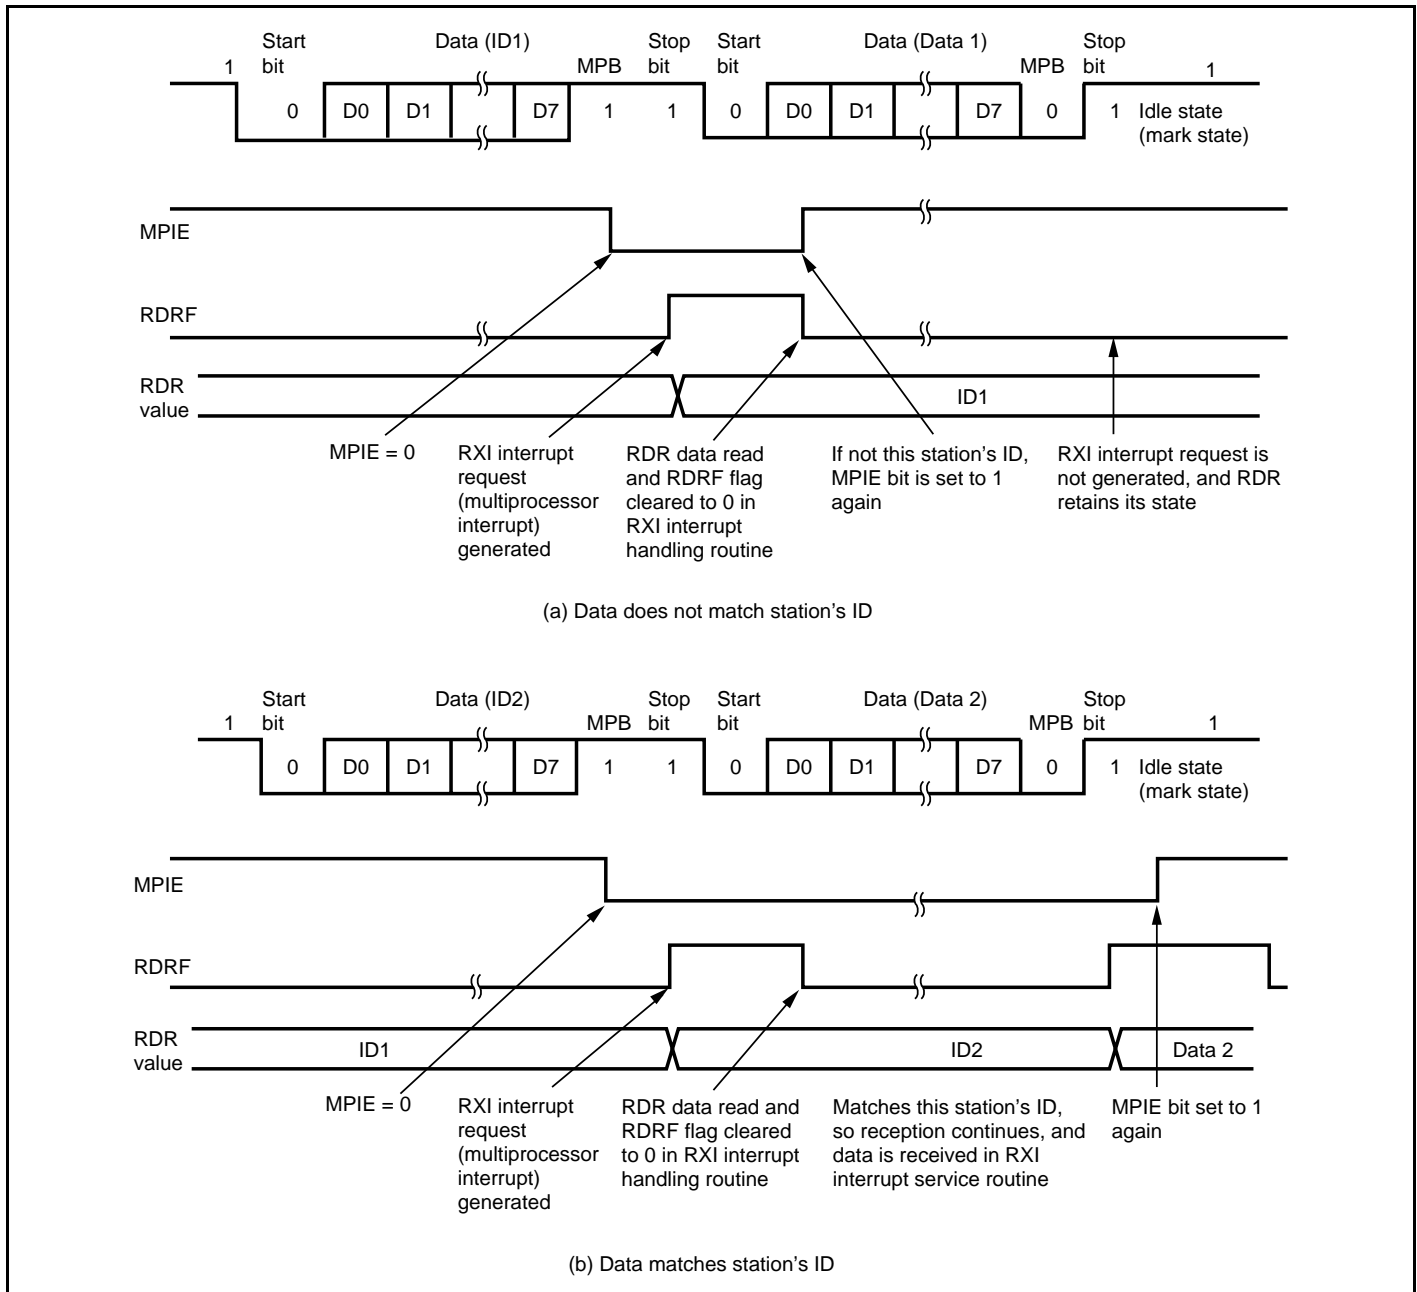 Start bit
Data (ID1)
Stop bit
Start bit
Data (Data 1)
Stop bit
1
MPB
MPB
1
0 D0 D1 D7 1 1 0 D0 D1 D7 0 1 Idle state
(mark state)
MPIE
RDRF
RDR
value
ID1
MPIE = 0
RXI interrupt
request
(multiprocessor
interrupt)
generated
RDR data read
and RDRF flag
cleared to 0 in
RXI interrupt
handling routine
If not this station's ID,
MPIE bit is set to 1
again
RXI interrupt request is
not generated, and RDR
retains its state
(a) Data does not match station's ID
Start bit
Data (ID2)
Stop bit
Start bit
Data (Data 2)
Stop bit
1
MPB
MPB
1
0 D0 D1 D7 1 1 0 D0 D1 D7 0 1 Idle state
(mark state)
MPIE
RDRF
RDR
value
ID1
ID2
Data 2
MPIE = 0
RXI interrupt
request
(multiprocessor
interrupt)
generated
RDR data read and
RDRF flag cleared
to 0 in RXI interrupt
handling routine
Matches this station's ID,
so reception continues, and
data is received in RXI
interrupt service routine
MPIE bit set to 1
again
(b) Data matches station's ID